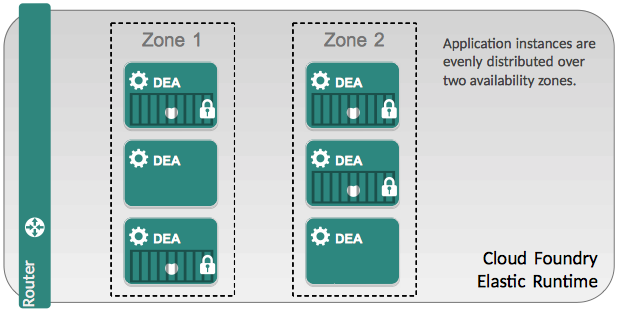 Zone 1
Zone 2
Application instances are
evenly distributed over
two availability zones.
DEA
DEA
DEA
DEA
DEA
DEA
Router
Cloud Foundry
Elastic Runtime